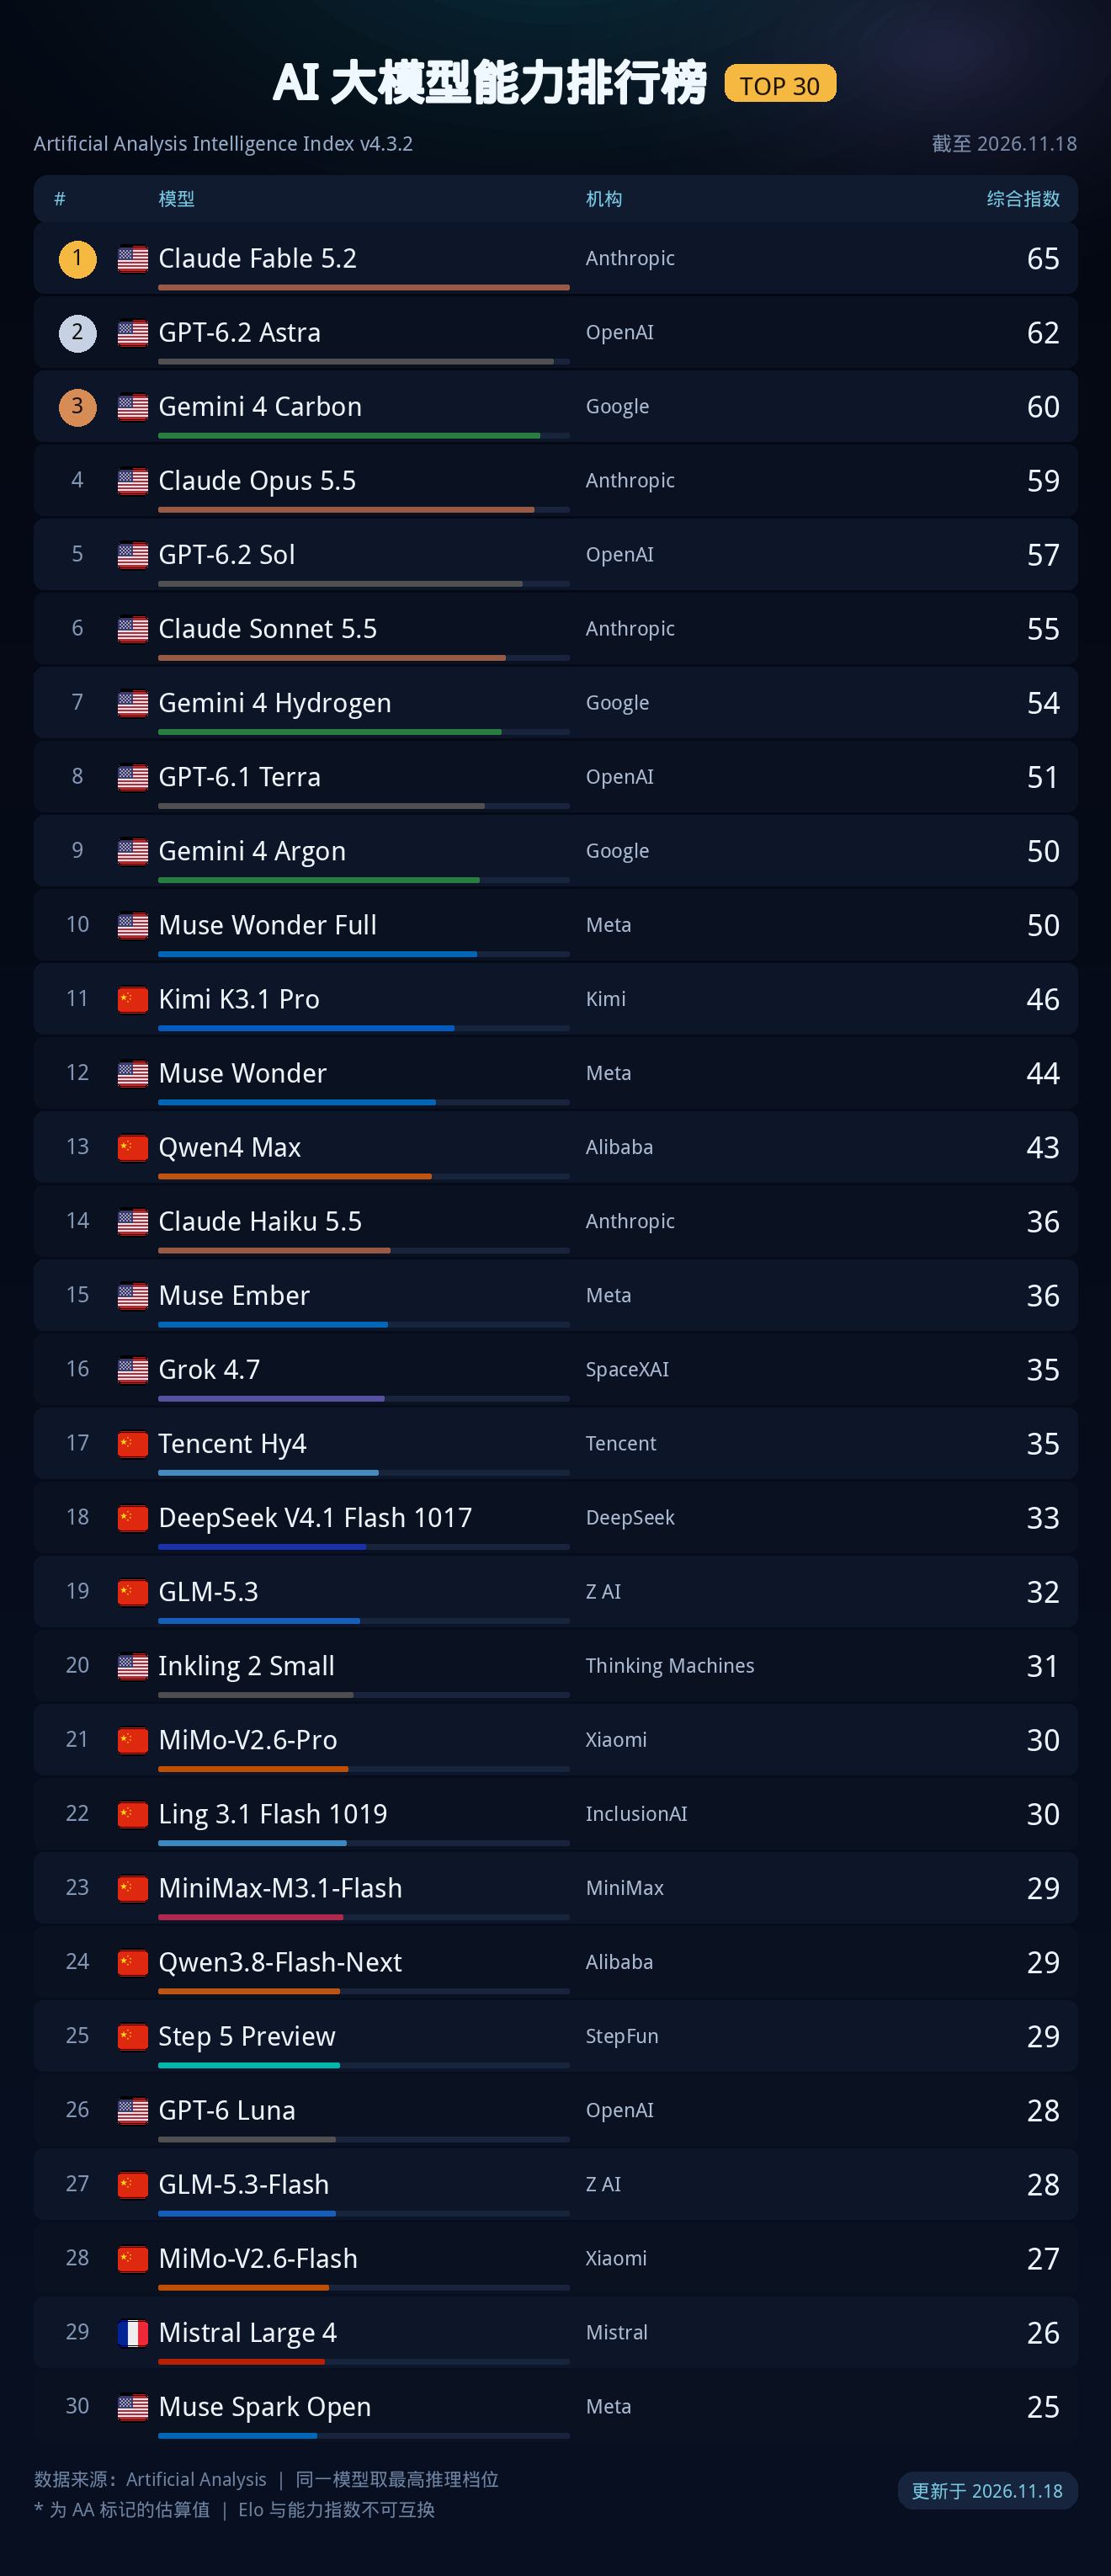 AI 大模型能力排行榜 TOP 30
Artificial Analysis Intelligence Index v4.3.2 截至 2026.11.18
# 模型 机构 综合指数
1 Claude Fable 5.2 Anthropic 65
2 GPT-6.2 Astra OpenAI 62
3 Gemini 4 Carbon Google 60
4 Claude Opus 5.5 Anthropic 59
5 GPT-6.2 Sol OpenAI 57
6 Claude Sonnet 5.5 Anthropic 55
7 Gemini 4 Hydrogen Google 54
8 GPT-6.1 Terra OpenAI 51
9 Gemini 4 Argon Google 50
10 Muse Wonder Full Meta 50
11 Kimi K3.1 Pro Kimi 46
12 Muse Wonder Meta 44
13 Qwen4 Max Alibaba 43
14 Claude Haiku 5.5 Anthropic 36
15 Muse Ember Meta 36
16 Grok 4.7 SpaceXAI 35
17 Tencent Hy4 Tencent 35
18 DeepSeek V4.1 Flash 1017 DeepSeek 33
19 GLM-5.3 Z AI 32
20 Inkling 2 Small Thinking Machines 31
21 MiMo-V2.6-Pro Xiaomi 30
22 Ling 3.1 Flash 1019 InclusionAI 30
23 MiniMax-M3.1-Flash MiniMax 29
24 Qwen3.8-Flash-Next Alibaba 29
25 Step 5 Preview StepFun 29
26 GPT-6 Luna OpenAI 28
27 GLM-5.3-Flash Z AI 28
28 MiMo-V2.6-Flash Xiaomi 27
29 Mistral Large 4 Mistral 26
30 Muse Spark Open Meta 25
数据来源：Artificial Analysis | 同一模型取最高推理档位
* 为 AA 标记的估算值 | Elo 与能力指数不可互换
更新于 2026.11.18